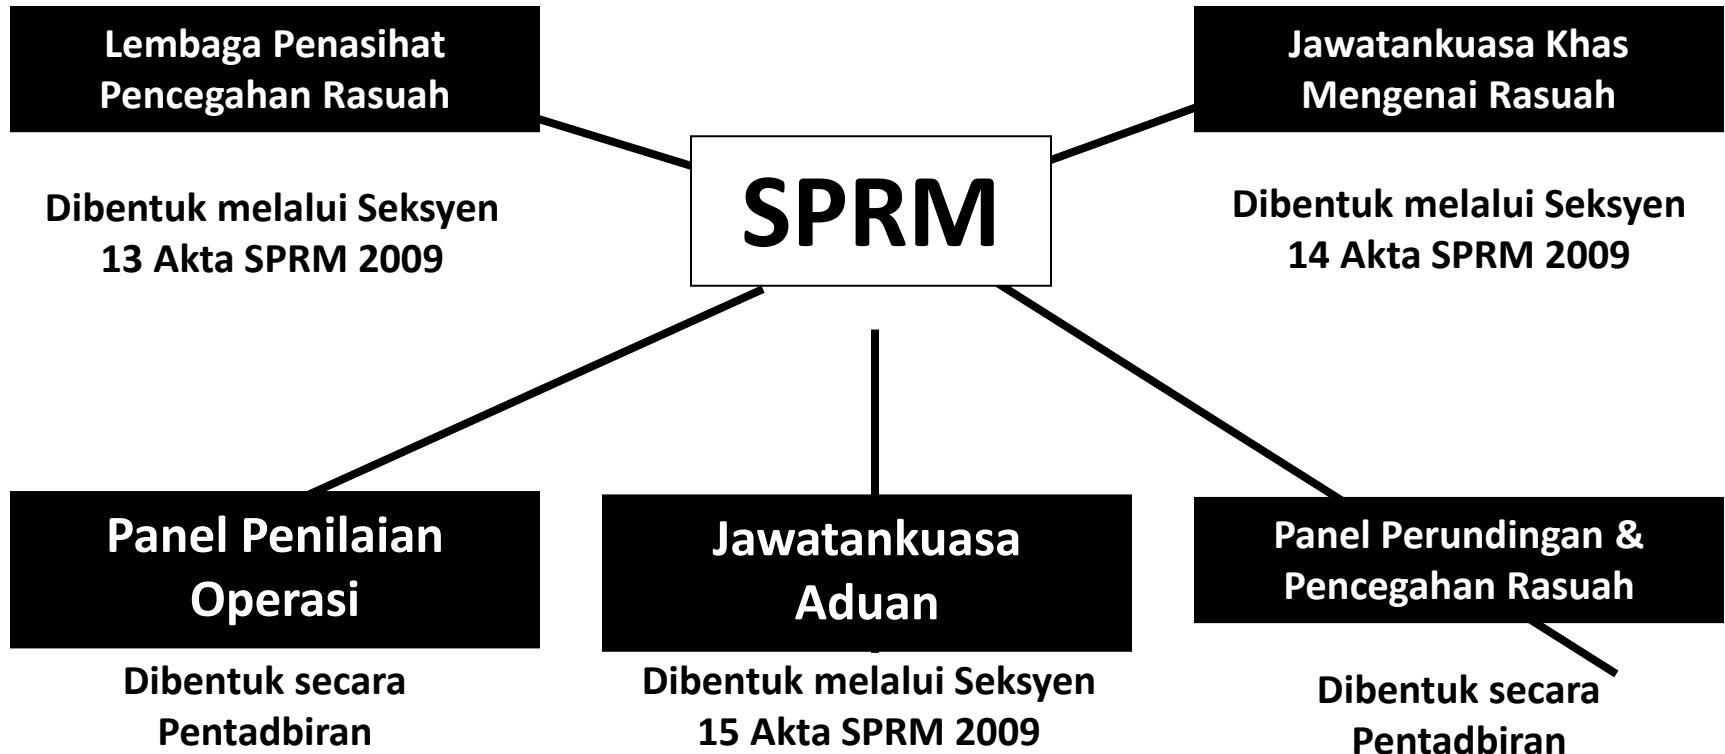 Lembaga Penasihat
Pencegahan Rasuah
Dibentuk melalui Seksyen
13 Akta SPRM 2009
SPRM
Jawatankuasa Khas
Mengenai Rasuah
Dibentuk melalui Seksyen
14 Akta SPRM 2009
Panel Penilaian
Operasi
Dibentuk secara
Pentadbiran
Jawatankuasa
Aduan
Dibentuk melalui Seksyen
15 Akta SPRM 2009
Panel Perundingan &
Pencegahan Rasuah
Dibentuk secara
Pentadbiran